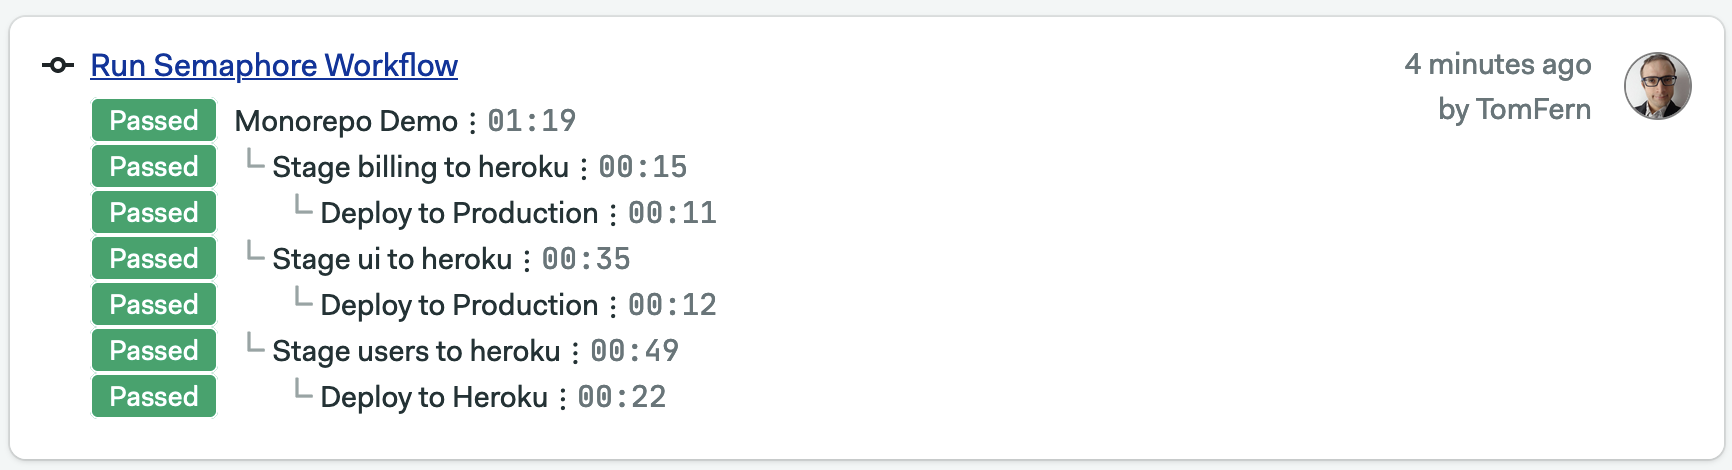 Run Semaphore Workflow
4 minutes ago
by TomFern
Passed Monorepo Demo : 01:19
Passed Stage billing to heroku : 00:15
Passed Deploy to Production : 00:11
Passed Stage ui to heroku : 00:35
Passed Deploy to Production : 00:12
Passed Stage users to heroku : 00:49
Passed Deploy to Heroku : 00:22